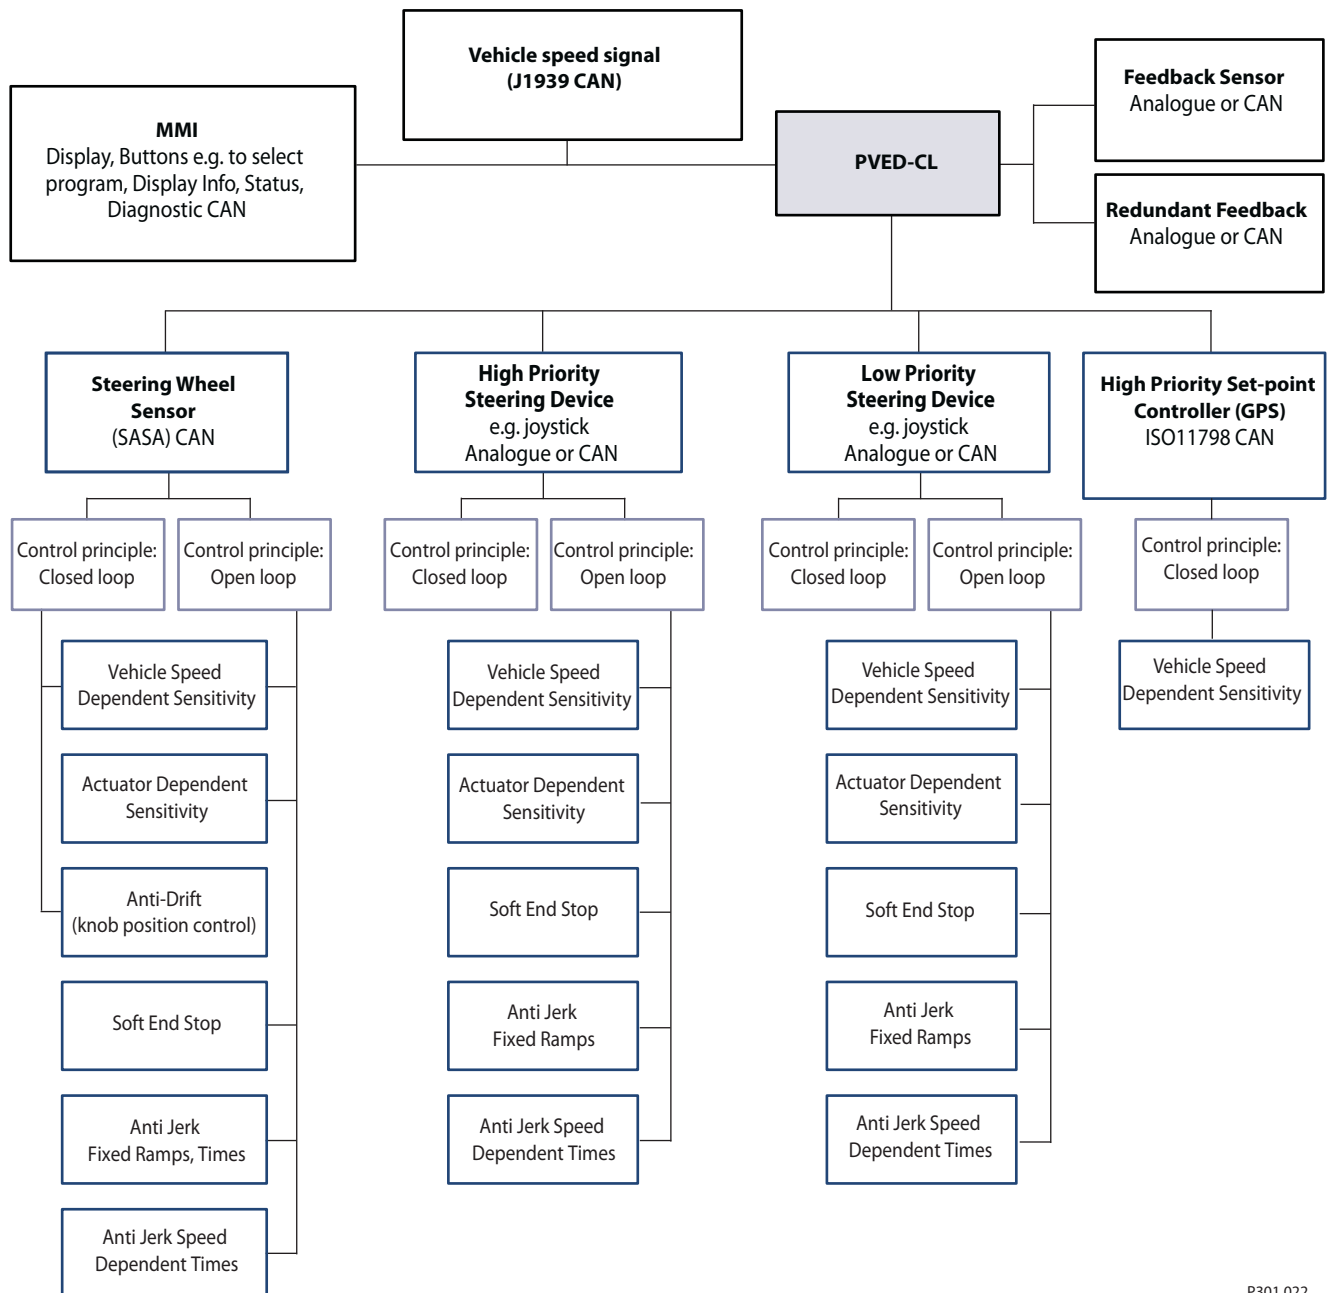 Vehicle speed signal
(J1939 CAN)
MMI
Display, Buttons e.g. to select
program, Display Info, Status,
Diagnostic CAN
PVED-CL
Feedback Sensor
Analogue or CAN
Redundant Feedback
Analogue or CAN
Steering Wheel
Sensor
(SASA) CAN
High Priority
Steering Device
e.g. joystick
Analogue or CAN
Low Priority
Steering Device
e.g. joystick
Analogue or CAN
High Priority Set-point
Controller (GPS)
ISO11798 CAN
Control principle:
Closed loop
Control principle:
Open loop
Control principle:
Closed loop
Control principle:
Open loop
Control principle:
Closed loop
Control principle:
Open loop
Control principle:
Closed loop
Vehicle Speed
Dependent Sensitivity
Actuator Dependent
Sensitivity
Anti-Drift
(knob position control)
Soft End Stop
Anti Jerk
Fixed Ramps, Times
Anti Jerk Speed
Dependent Times
Vehicle Speed
Dependent Sensitivity
Actuator Dependent
Sensitivity
Soft End Stop
Anti Jerk
Fixed Ramps
Anti Jerk Speed
Dependent Times
Vehicle Speed
Dependent Sensitivity
Actuator Dependent
Sensitivity
Soft End Stop
Anti Jerk
Fixed Ramps
Anti Jerk Speed
Dependent Times
Vehicle Speed
Dependent Sensitivity
P301 022